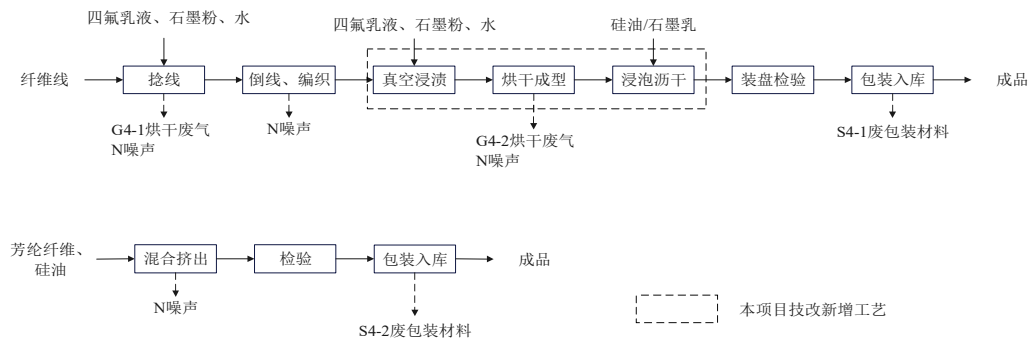 四氟乳液、石墨粉、水
四氟乳液、石墨粉、水
硅油/石墨乳
纤维线
捻线
倒线、编织
真空浸渍
烘干成型
浸泡沥干
装盘检验
包装入库
成品
G4-1烘干废气
N噪声
N噪声
G4-2烘干废气
N噪声
S4-1废包装材料
芳纶纤维、
硅油
混合挤出
检验
包装入库
成品
N噪声
S4-2废包装材料
本项目技改新增工艺